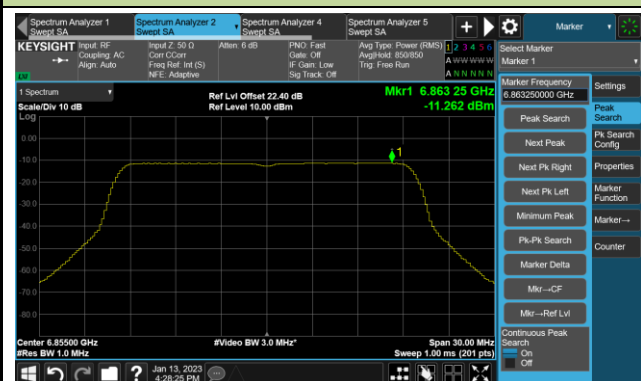 Spectrum Analyzer 1
Swept SA
Spectrum Analyzer 2
Swept SA
Spectrum Analyzer 4
Swept SA
Spectrum Analyzer 5
Swept SA
Marker
KEYSIGHT
Input: RF
Coupling: AC
Align: Auto
Input Z: 50 Ω
Corr CCorr
Freq Ref: Int (S)
NFE: Adaptive
Atten: 6 dB
PNO: Fast
Gate: Off
IF Gain: Low
Sig Track: Off
Avg Type: Power (RMS)
Avg|Hold: 850/850
Trig: Free Run
1 2 3 4 5 6
A W W W W W
A N N N N N
LVI
Select Marker
Marker 1
1 Spectrum
Scale/Div 10 dB
Ref Lvl Offset 22.40 dB
Ref Level 10.00 dBm
Mkr1 6.863 25 GHz
-11.262 dBm
Log
0.00
-10.0
-20.0
-30.0
-40.0
-50.0
-60.0
-70.0
-80.0
1
Center 6.85500 GHz
#Res BW 1.0 MHz
#Video BW 3.0 MHz*
Span 30.00 MHz
Sweep 1.00 ms (201 pts)
Marker Frequency
6.863250000 GHz
Peak Search
Next Peak
Next Pk Right
Next Pk Left
Minimum Peak
Pk-Pk Search
Marker Delta
Mkr→CF
Mkr→Ref Lvl
Continuous Peak
Search
On
Off
Settings
Peak
Search
Pk Search
Config
Properties
Marker
Function
Marker→
Counter
?
Jan 13, 2023
4:28:25 PM